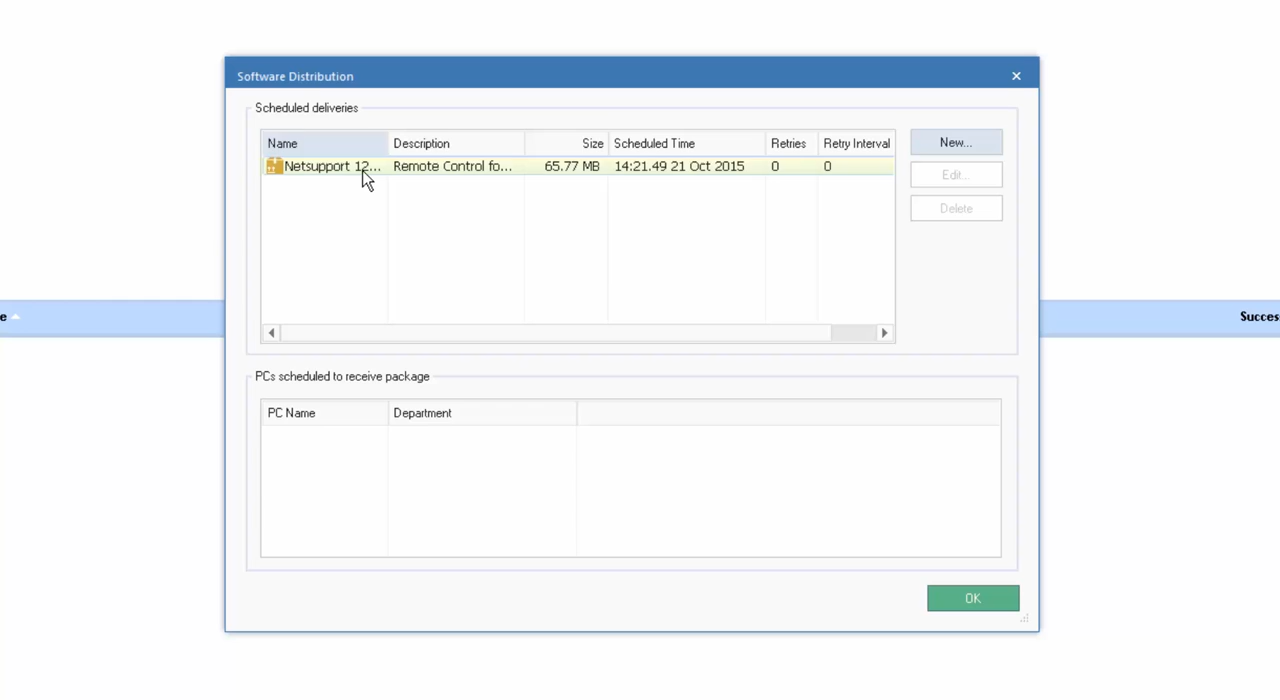 Software Distribution
Scheduled deliveries
Name Description Size Scheduled Time Retries Retry Interval
Netsupport 12... Remote Control fo... 65.77 MB 14:21.49 21 Oct 2015 0 0
New...
Edit...
Delete
e Succes
PCs scheduled to receive package
PC Name Department
OK